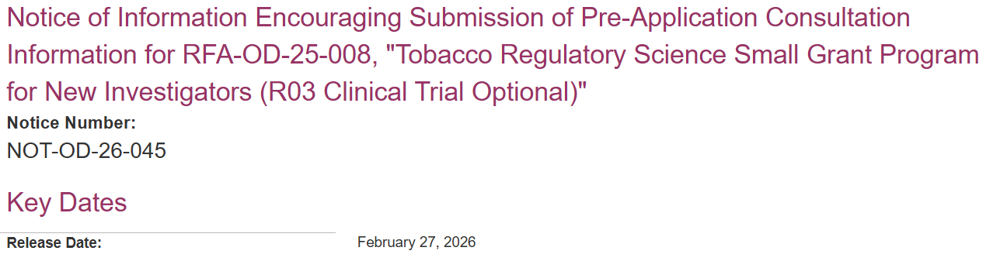 Notice of Information Encouraging Submission of Pre-Application Consultation
Information for RFA-OD-25-008, "Tobacco Regulatory Science Small Grant Program
for New Investigators (R03 Clinical Trial Optional)"
Notice Number:
NOT-OD-26-045
Key Dates
Release Date: February 27, 2026